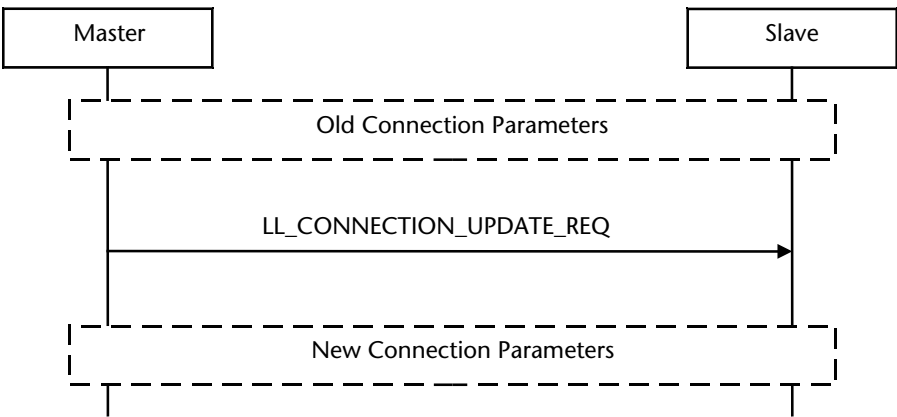 Master
Slave
Old Connection Parameters
LL_CONNECTION_UPDATE_REQ
New Connection Parameters